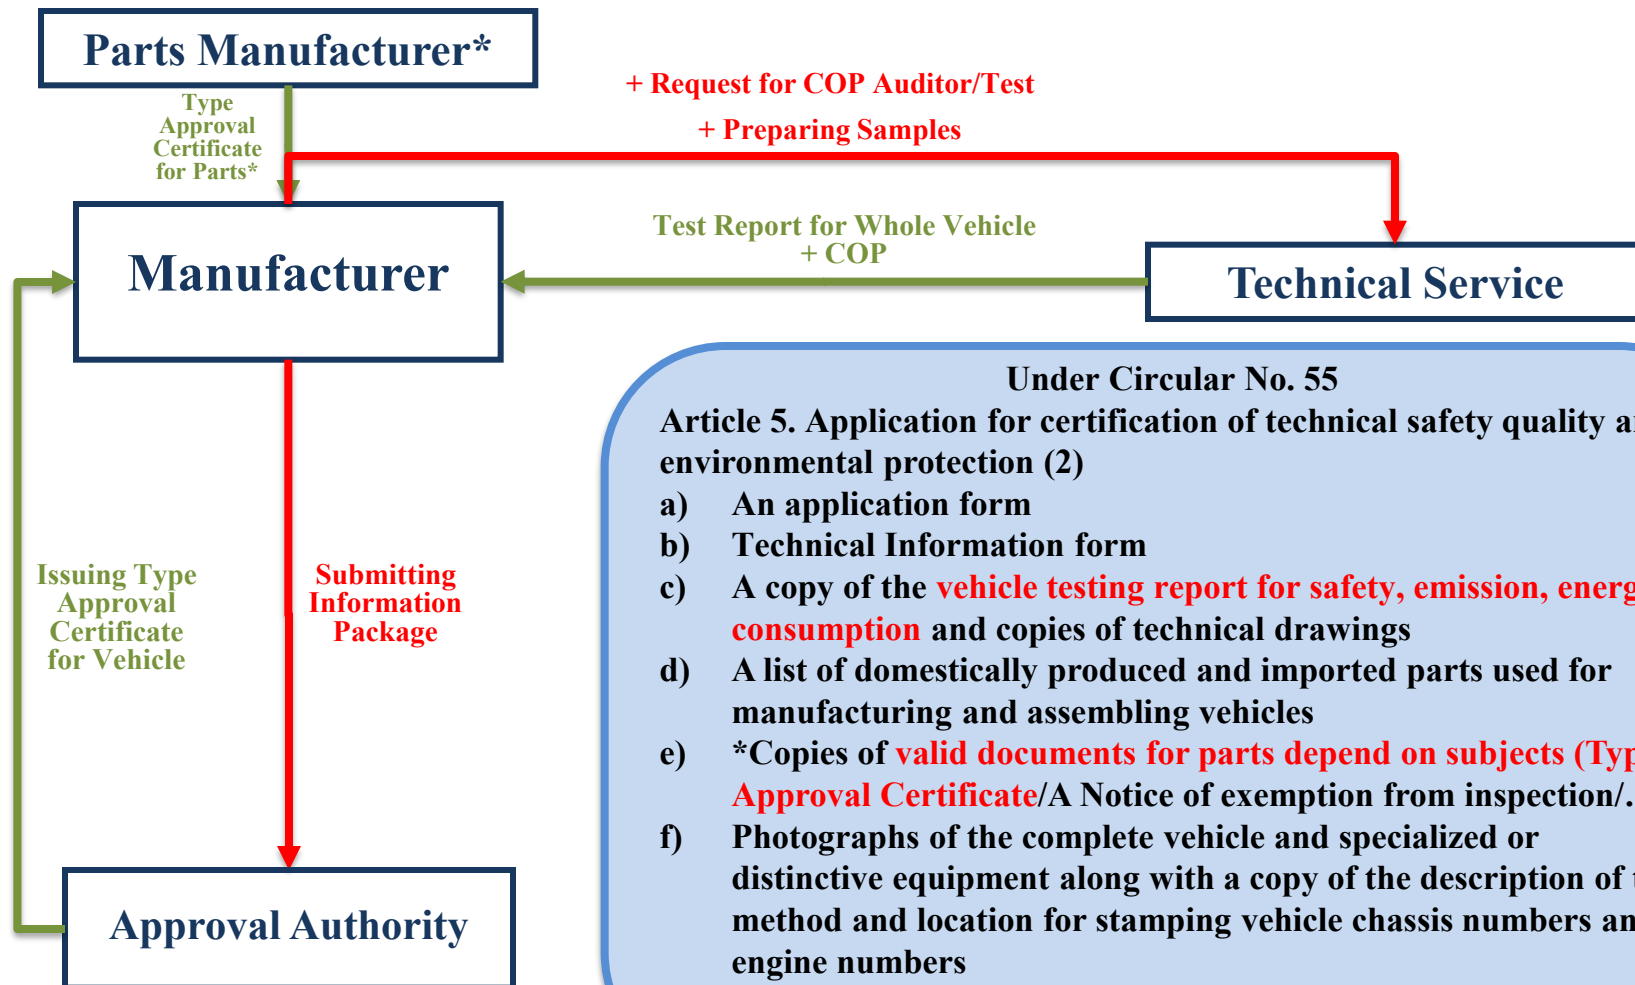 Parts Manufacturer*
Type
Approval
Certificate
for Parts*
+ Request for COP Auditor/Test
+ Preparing Samples
Manufacturer
Test Report for Whole Vehicle
+ COP
Technical Service
Under Circular No. 55
Article 5. Application for certification of technical safety quality
environmental protection (2)
a) An application form
b) Technical Information form
c) A copy of the vehicle testing report for safety, emission,
consumption and copies of technical drawings
d) A list of domestically produced and imported parts used for
manufacturing and assembling vehicles
e) *Copies of valid documents for parts depend on subjects
Approval Certificate/A Notice of exemption from inspection/.
f) Photographs of the complete vehicle and specialized or
distinctive equipment along with a copy of the description of
method and location for stamping vehicle chassis numbers
engine numbers
Issuing Type
Approval
Certificate
for Vehicle
Submitting
Information
Package
Approval Authority